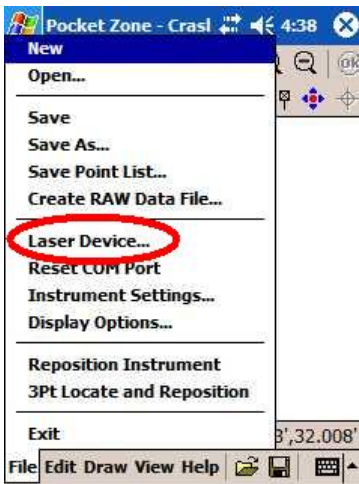 Pocket Zone - Crasl 4:38
New
ok
Open...
Save
Save As...
Save Point List...
Create RAW Data File...
Laser Device...
Reset COM Port
Instrument Settings...
Display Options...
Reposition Instrument
3Pt Locate and Reposition
Exit
3',32.008'
File Edit Draw View Help